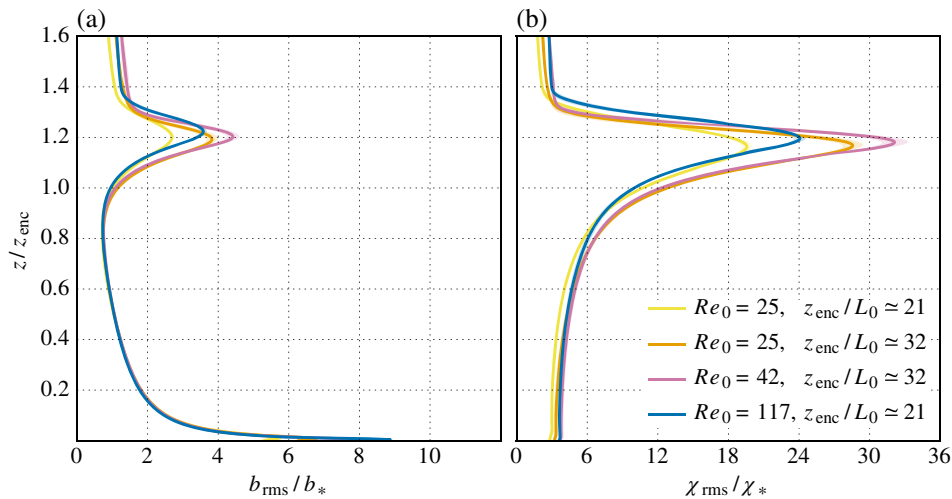 (a) (b)
1.6
1.4
1.2
1.0
0.8
0.6
0.4
0.2
z/z_enc
Re_0 = 25, z_enc/L_0 ≃ 21
Re_0 = 25, z_enc/L_0 ≃ 32
Re_0 = 42, z_enc/L_0 ≃ 32
Re_0 = 117, z_enc/L_0 ≃ 21
0 2 4 6 8 10 0 6 12 18 24 30 36
b_rms/b_* χ_rms/χ_*